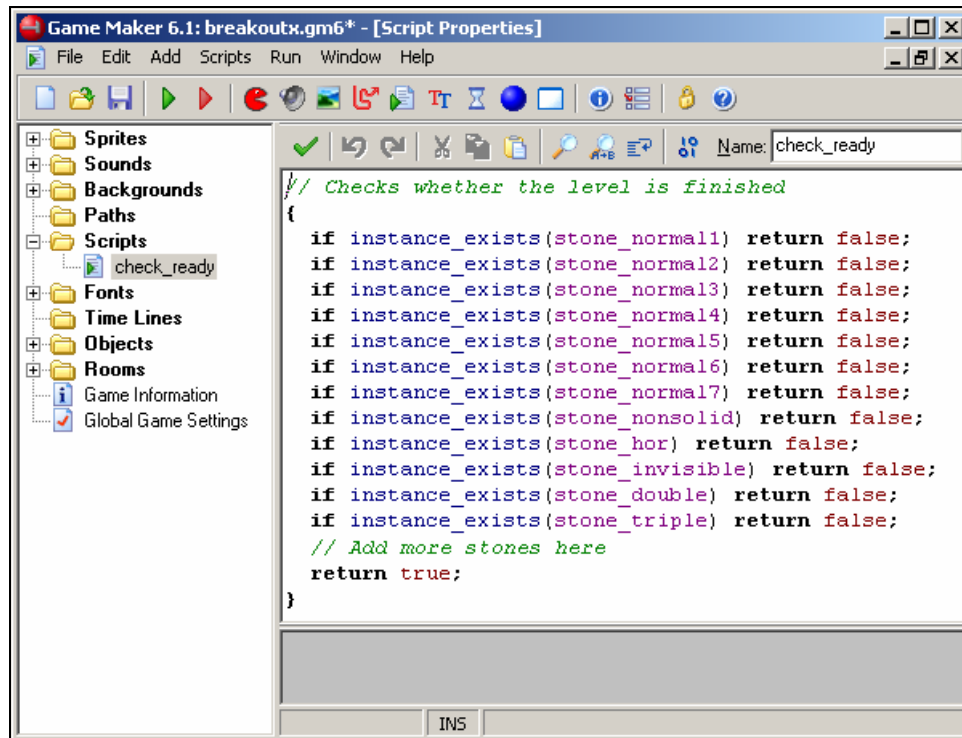 Game Maker 6.1: breakoutx.gm6* - [Script Properties]
File Edit Add Scripts Run Window Help
Name: check_ready
Sprites
Sounds
Backgrounds
Paths
Scripts
check_ready
Fonts
Time Lines
Objects
Rooms
Game Information
Global Game Settings
// Checks whether the level is finished
{
  if instance_exists(stone_normal1) return false;
  if instance_exists(stone_normal2) return false;
  if instance_exists(stone_normal3) return false;
  if instance_exists(stone_normal4) return false;
  if instance_exists(stone_normal5) return false;
  if instance_exists(stone_normal6) return false;
  if instance_exists(stone_normal7) return false;
  if instance_exists(stone_nonsolid) return false;
  if instance_exists(stone_hor) return false;
  if instance_exists(stone_invisible) return false;
  if instance_exists(stone_double) return false;
  if instance_exists(stone_triple) return false;
  // Add more stones here
  return true;
}
INS